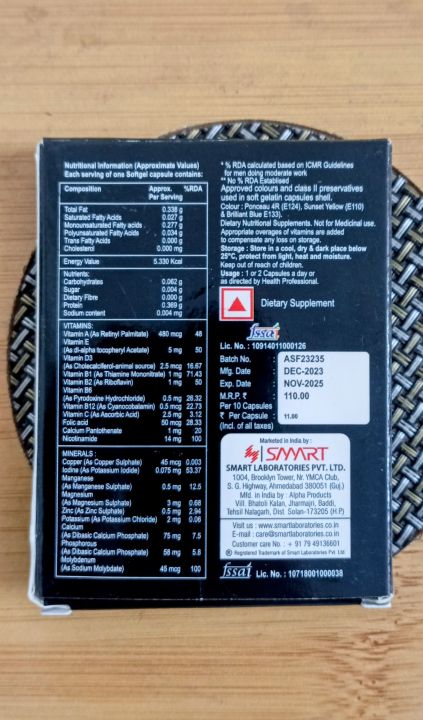 Nutritional Information (Approximate Values)
Each serving of one Softgel capsule contains:
Composition Approx. Per Serving %RDA
Total Fat 0.338 g
Saturated Fatty Acids 0.027 g
Monounsaturated Fatty Acids 0.277 g
Polyunsaturated Fatty Acids 0.034 g
Trans Fatty Acids 0.000 g
Cholesterol 0.000 mg
Energy Value 5.330 Kcal
Nutrients:
Carbohydrates 0.062 g
Sugar 0.004 g
Dietary Fibre 0.000 g
Protein 0.369 g
Sodium content 0.004 mg
VITAMINS:
Vitamin A (As Retinyl Palmitate) 480 mcg 48
Vitamin E
(As dl-alpha tocopheryl Acetate) 5 mg 50
Vitamin D3
(As Cholecalciferol-animal source) 2.5 mcg 16.67
Vitamin B1 (As Thiamine Mononitrate) 1 mg 71.43
Vitamin B2 (As Riboflavin) 1 mg 50
Vitamin B6
(As Pyridoxine Hydrochloride) 0.5 mg 26.32
Vitamin B12 (As Cyanocobalamin) 0.5 mcg 22.73
Vitamin C (As Ascorbic Acid) 2.5 mg 3.12
Folic acid 50 mcg 28.33
Calcium Pantothenate 1 mg 20
Nicotinamide 14 mg 100
MINERALS :
Copper (As Copper Sulphate) 45 mcg 0.003
Iodine (As Potassium Iodide) 0.075 mg 53.37
Manganese
(As Manganese Sulphate) 0.5 mg 12.5
Magnesium
(As Magnesium Sulphate) 3 mg 0.68
Zinc (As Zinc Sulphate) 0.5 mg 2.94
Potassium (As Potassium Chloride) 2 mg 0.06
Calcium
(As Dibasic Calcium Phosphate) 75 mg 7.5
Phosphorous
(As Dibasic Calcium Phosphate) 58 mg 5.8
Molybdenum
(As Sodium Molybdate) 45 mcg 100
* % RDA calculated based on ICMR Guidelines
for men doing moderate work
** No % RDA Establised
Approved colours and class II preservatives
used in soft gelatin capsules shell.
Colour : Ponceau 4R (E124), Sunset Yellow (E110)
& Brilliant Blue E133).
Dietary Nutritional Supplements. Not for Medicinal use.
Appropriate overages of vitamins are added
to compensate any loss on storage.
Storage : Store in a cool, dry & dark place below
25°C, protect from light, heat and moisture.
Keep out of reach of children.
Usage : 1 or 2 Capsules a day or
as directed by Health Professional.
Dietary Supplement
fssai
Lic. No. : 10914011000126
Batch No. ASF23235
Mfg. Date : DEC-2023
Exp. Date NOV-2025
M.R.P. ₹ 110.00
Per 10 Capsules
₹ Per Capsule : 11.00
(Incl. of all taxes)
Marketed in India by :
SMART
SMART LABORATORIES PVT. LTD.
1004, Brooklyn Tower, Nr. YMCA Club,
S. G. Highway, Ahmedabad 380051 (Guj.)
Mfd. in India by : Alpha Products
Vill. Bhatoli Kalan, Jharmajri, Baddi,
Tehsil Nalagarh, Dist. Solan-173205 (H.P)
Visit us : www.smartlaboratories.co.in
E-mail : care@smartlaboratories.co.in
Customer care No. : + 91 79 49136601
® Registered Trademark of Smart Laboratories Pvt. Ltd
fssai Lic. No. : 10718001000038